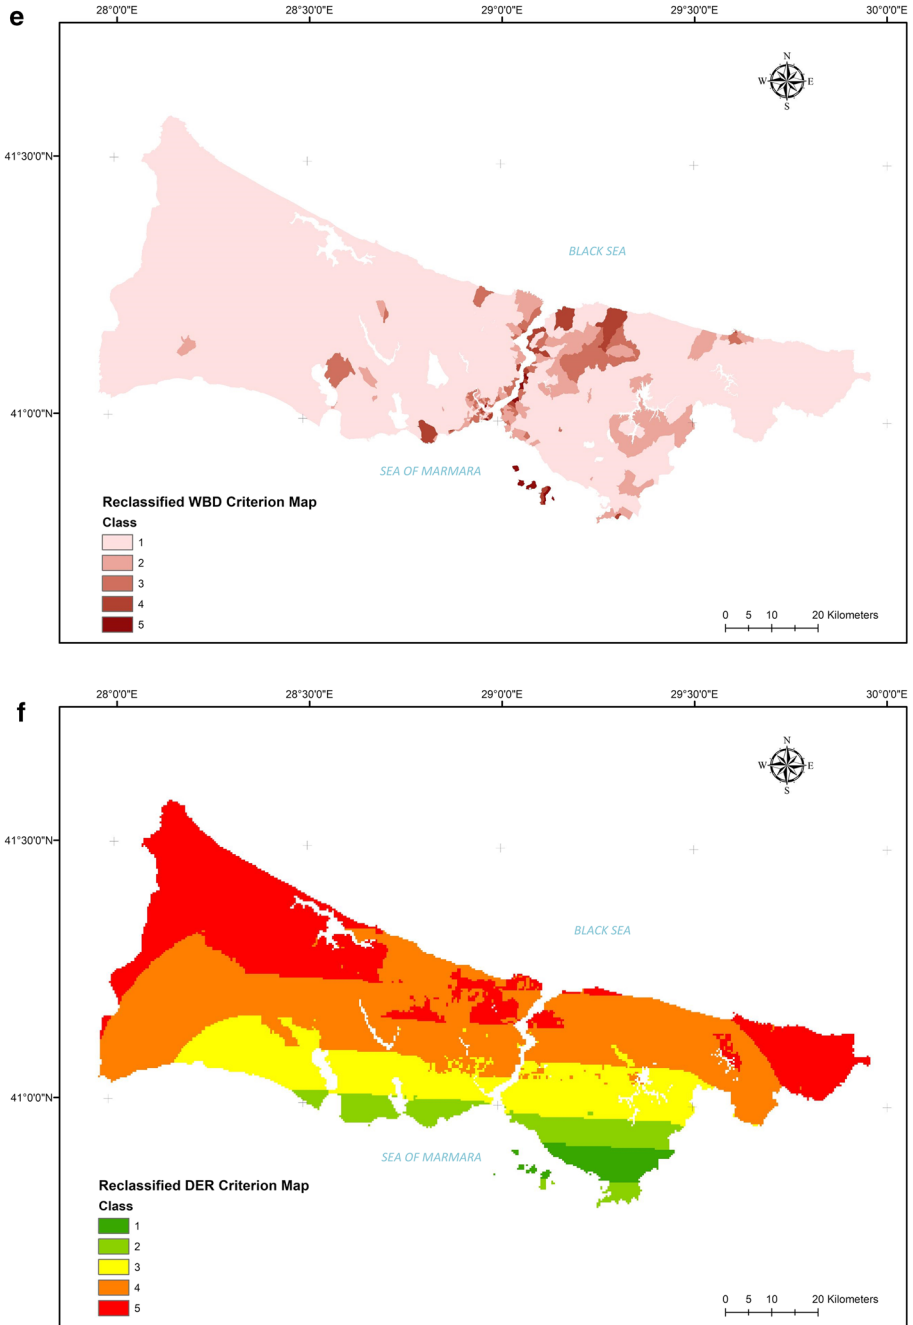 e
28°0'0"E 28°30'0"E 29°0'0"E 29°30'0"E 30°0'0"E
N
W E
S
41°30'0"N
BLACK SEA
41°0'0"N
SEA OF MARMARA
Reclassified WBD Criterion Map
Class
1
2
3
4
5
0 5 10 20 Kilometers
f
28°0'0"E 28°30'0"E 29°0'0"E 29°30'0"E 30°0'0"E
N
W E
S
41°30'0"N
BLACK SEA
41°0'0"N
SEA OF MARMARA
Reclassified DER Criterion Map
Class
1
2
3
4
5
0 5 10 20 Kilometers